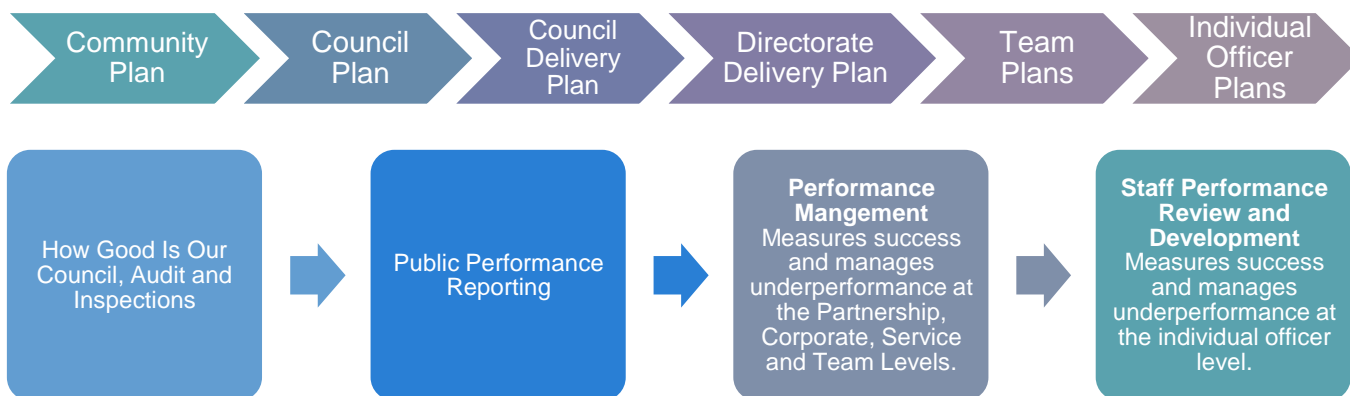 Community
Plan
Council
Plan
Council
Delivery
Plan
Directorate
Delivery Plan
Team
Plans
Individual
Officer
Plans
How Good Is Our
Council, Audit and
Inspections
Public Performance
Reporting
Performance
Mangement
Measures success
and manages
underperformance at
the Partnership,
Corporate, Service
and Team Levels.
Staff Performance
Review and
Development
Measures success
and manages
underperformance at
the individual officer
level.